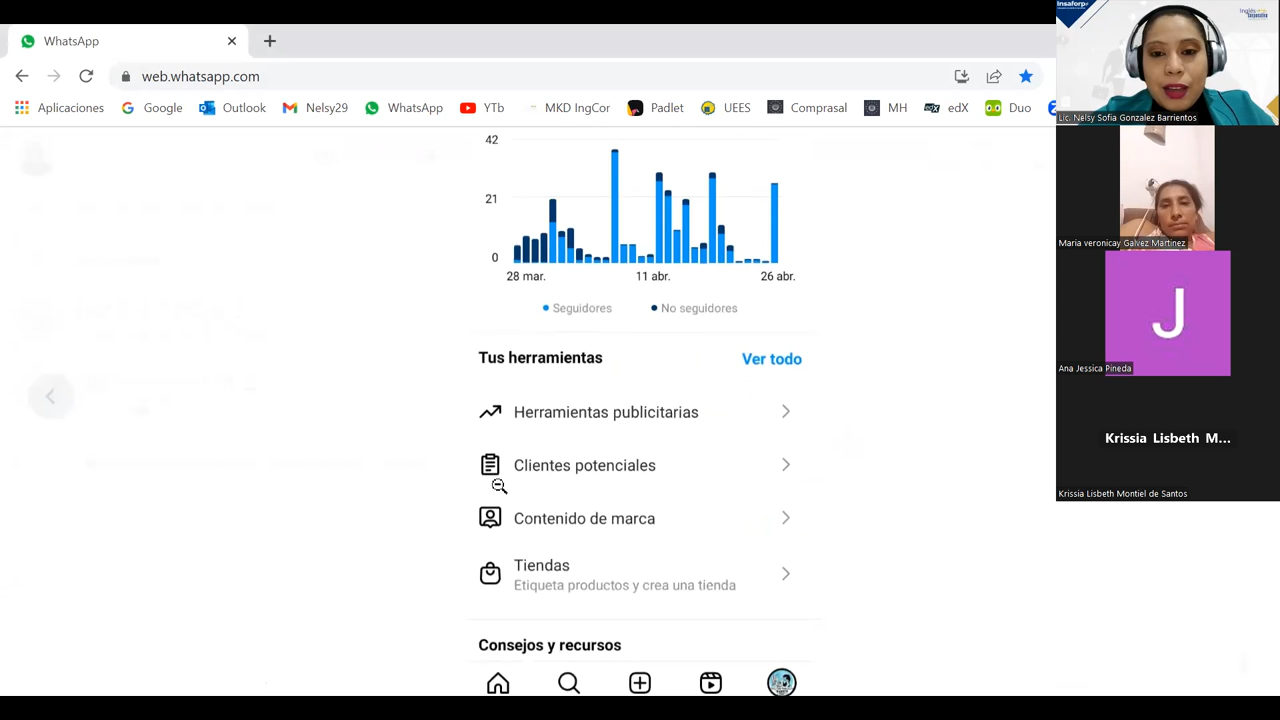 WhatsApp
web.whatsapp.com
Aplicaciones Google Outlook Nelsy29 WhatsApp YTb MKD IngCor Padlet UEES Comprasal MH edX Duo
42
21
0
28 mar. 11 abr. 26 abr.
Seguidores No seguidores
Tus herramientas Ver todo
Herramientas publicitarias
Clientes potenciales
Contenido de marca
Tiendas
Etiqueta productos y crea una tienda
Consejos y recursos
Insaforp
Lic. Nelsy Sofia Gonzalez Barrientos
Maria veronicay Galvez Martinez
J
Ana Jessica Pineda
Krissia Lisbeth M...
Krissia Lisbeth Montiel de Santos